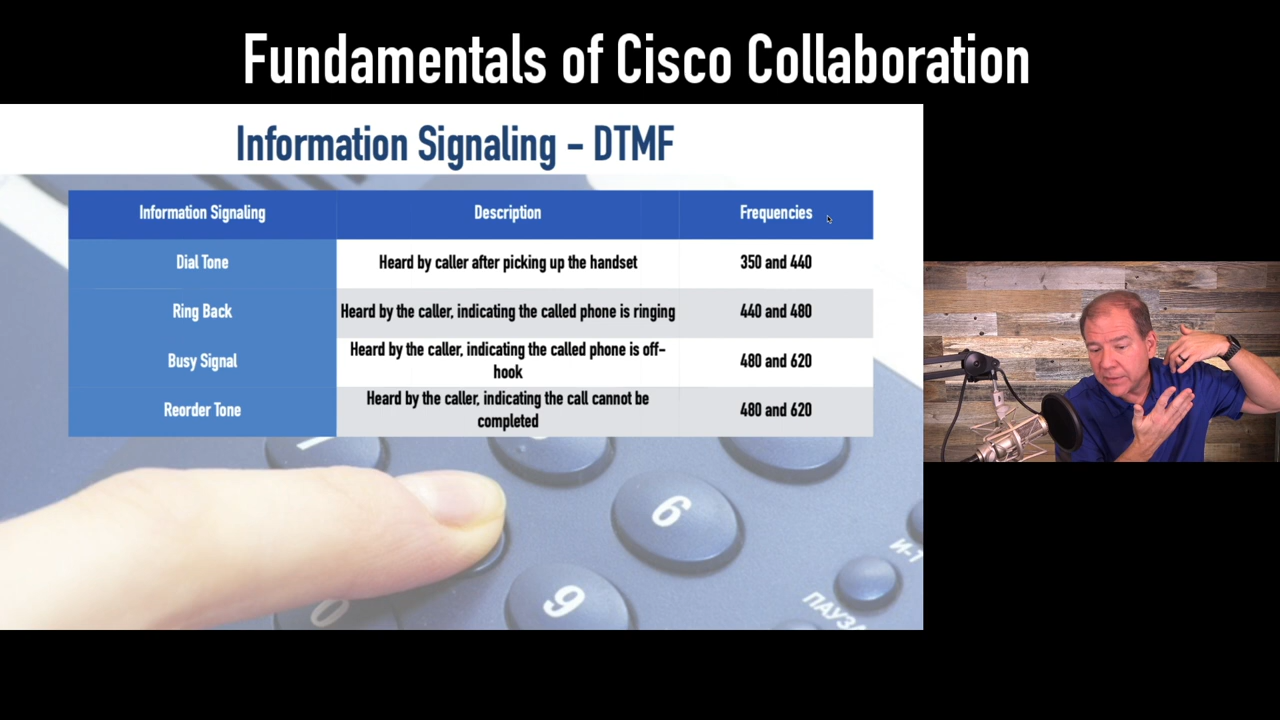 Fundamentals of Cisco Collaboration
Information Signaling - DTMF
Information Signaling
Description
Frequencies
Dial Tone
Heard by caller after picking up the handset
350 and 440
Ring Back
Heard by the caller, indicating the called phone is ringing
440 and 480
Busy Signal
Heard by the caller, indicating the called phone is off-
hook
480 and 620
Reorder Tone
Heard by the caller, indicating the call cannot be
completed
480 and 620
6
И-Т
9
0
ПАУЗА